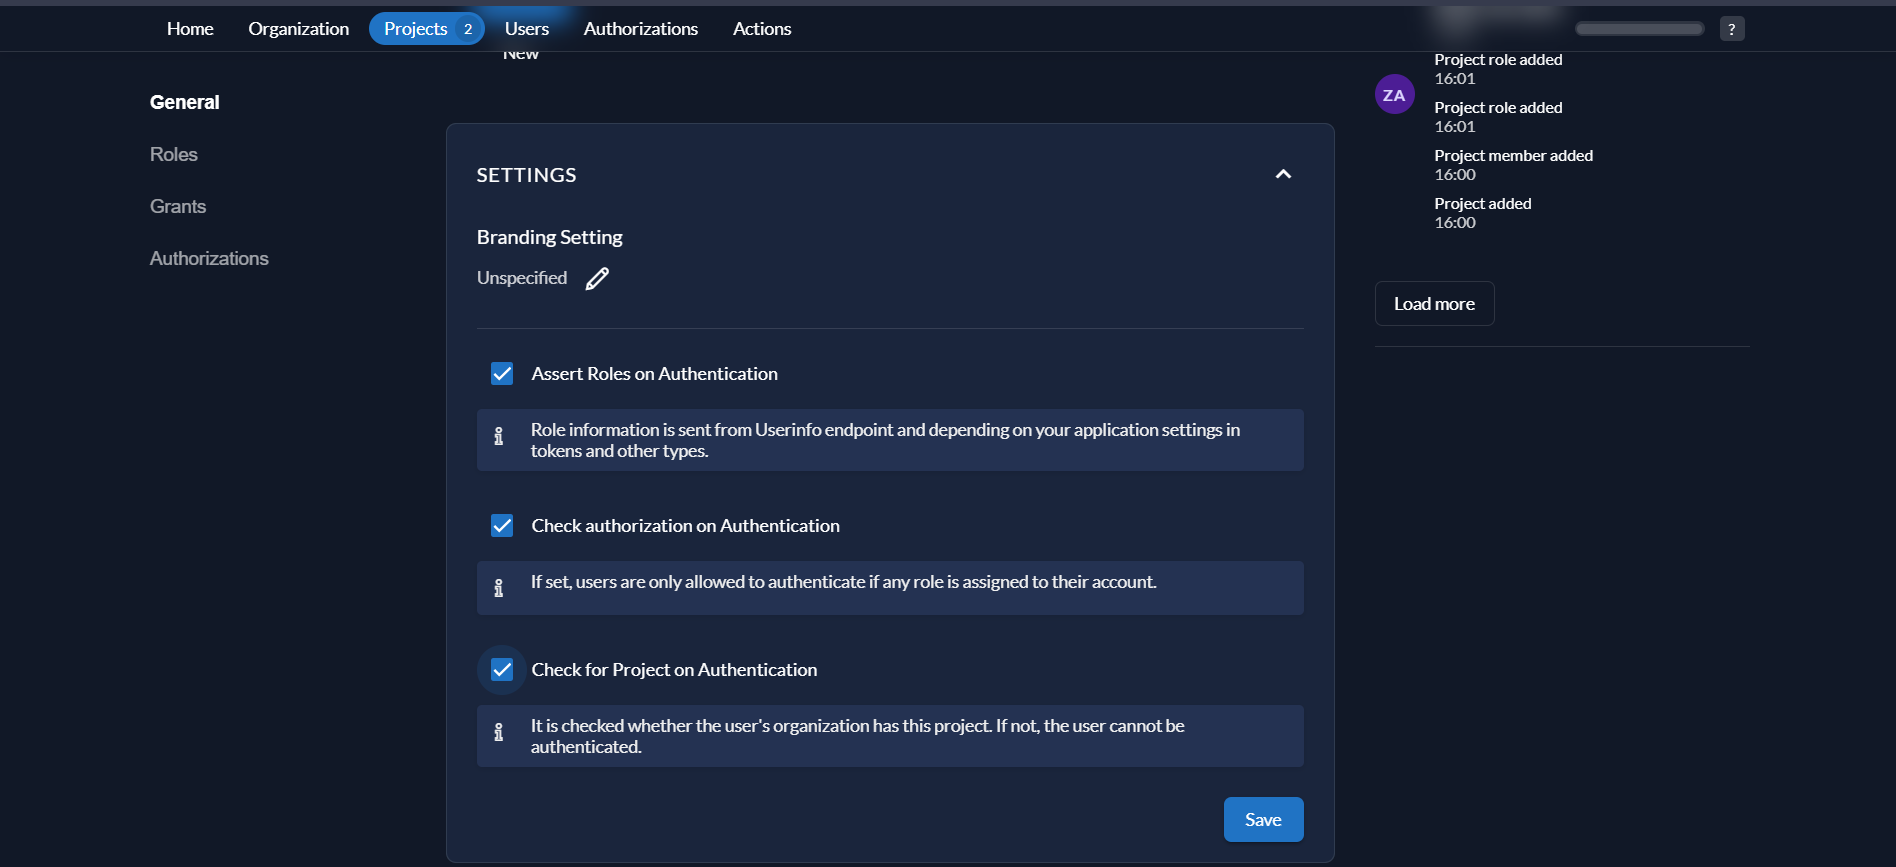 Home Organization Projects 2 Users Authorizations Actions ?
New
General
Roles
Grants
Authorizations
SETTINGS
Branding Setting
Unspecified
Assert Roles on Authentication
Role information is sent from Userinfo endpoint and depending on your application settings in
tokens and other types.
Check authorization on Authentication
If set, users are only allowed to authenticate if any role is assigned to their account.
Check for Project on Authentication
It is checked whether the user's organization has this project. If not, the user cannot be
authenticated.
Save
ZA
Project role added
16:01
Project role added
16:01
Project member added
16:00
Project added
16:00
Load more